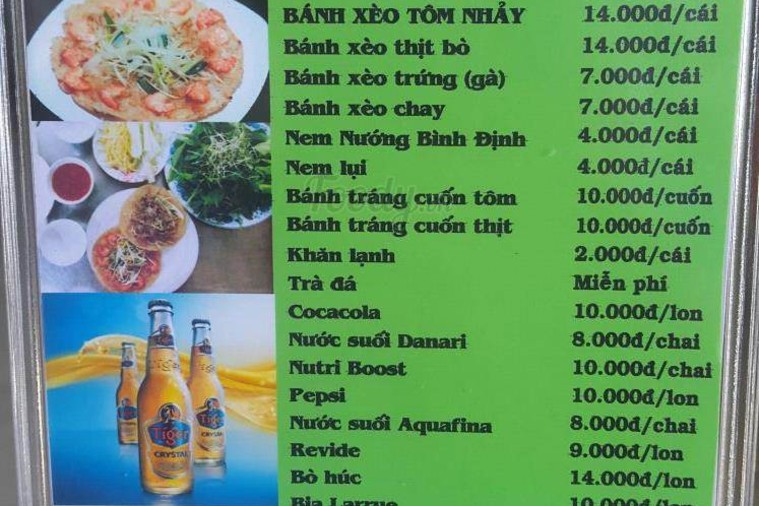 BÁNH XÈO TÔM NHẢY 14.000đ/cái
Bánh xèo thịt bò 14.000đ/cái
Bánh xèo trứng (gà) 7.000đ/cái
Bánh xèo chay 7.000đ/cái
Nem Nướng Bình Định 4.000đ/cái
Nem lụi 4.000đ/cái
Bánh tráng cuốn tôm 10.000đ/cuốn
Bánh tráng cuốn thịt 10.000đ/cuốn
Khăn lạnh 2.000đ/cái
Trà đá Miễn phí
Cocacola 10.000đ/lon
Nước suối Danari 8.000đ/chai
Nutri Boost 10.000đ/chai
Pepsi 10.000đ/lon
Nước suối Aquafina 8.000đ/chai
Revide 9.000đ/lon
Bò húc 14.000đ/lon
Bia Larrue 10.000đ/lon
Foody.vn
Tiger
CRYSTAL